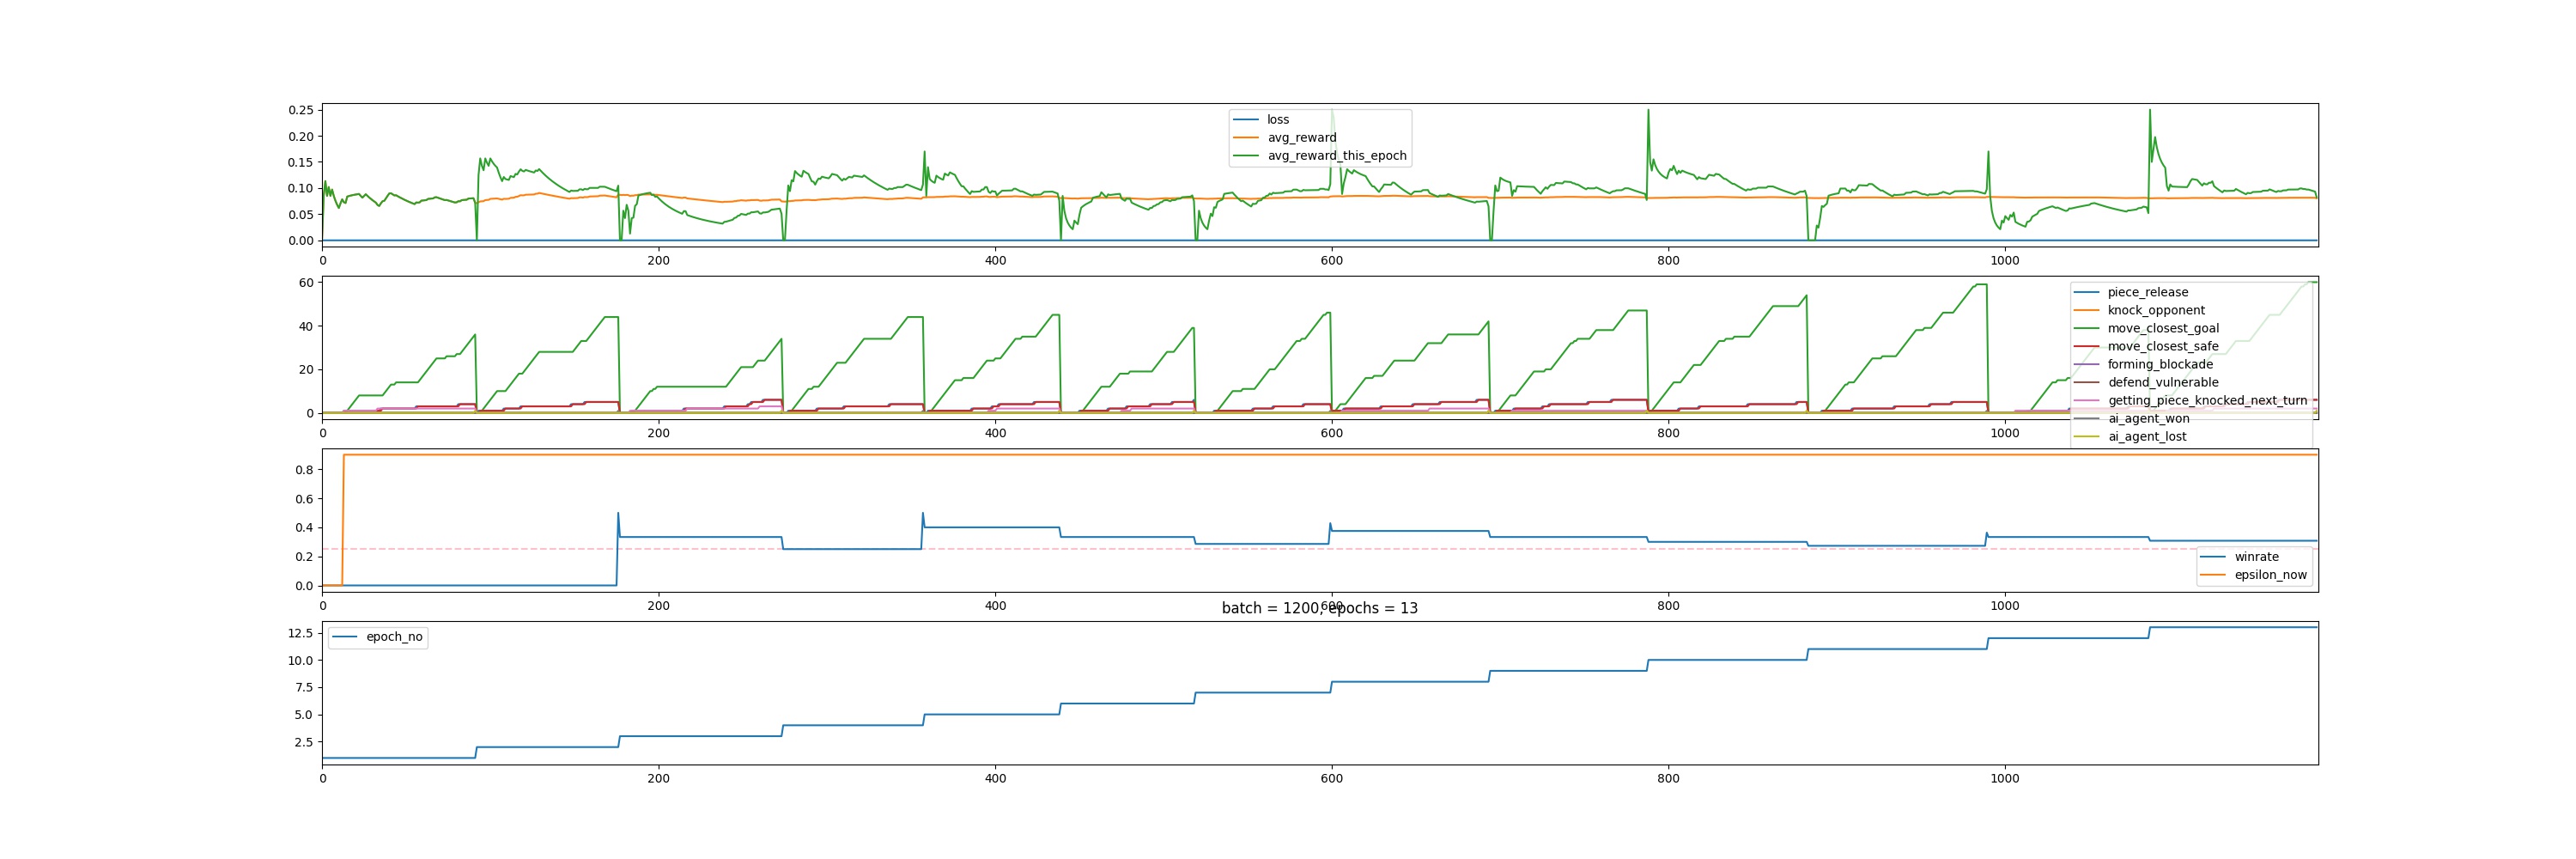 0.25
0.20
0.15
0.10
0.05
0.00
loss
avg_reward
avg_reward_this_epoch
0 200 400 600 800 1000
60
40
20
0
piece_release
knock_opponent
move_closest_goal
move_closest_safe
forming_blockade
defend_vulnerable
getting_piece_knocked_next_turn
ai_agent_won
ai_agent_lost
0 200 400 600 800 1000
0.8
0.6
0.4
0.2
0.0
winrate
epsilon_now
0 200 400 600 800 1000
batch = 1200, epochs = 13
12.5
10.0
7.5
5.0
2.5
epoch_no
0 200 400 600 800 1000